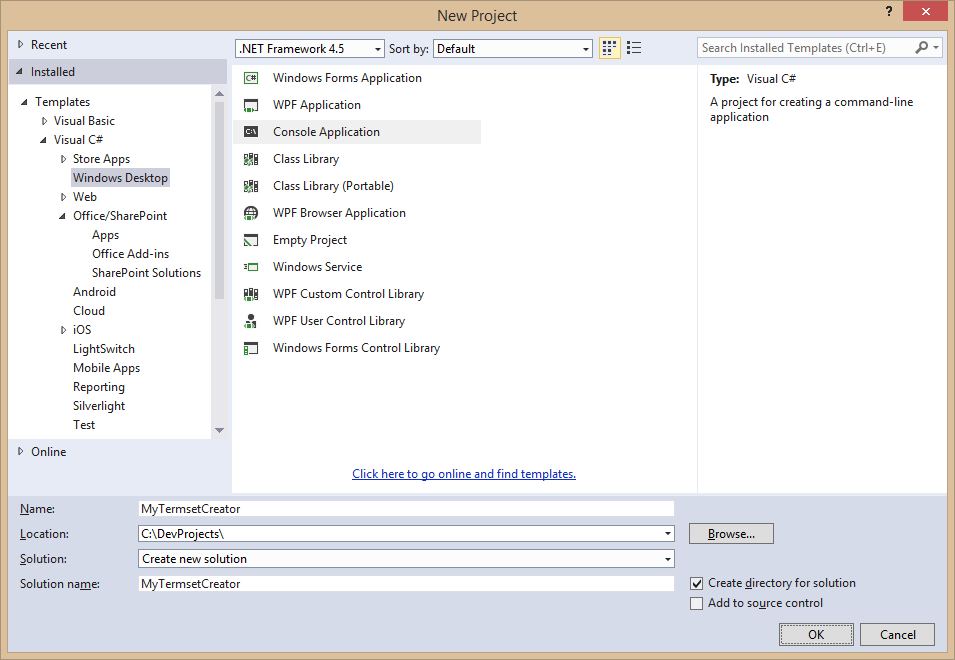 New Project
?
Recent
Installed
Templates
Visual Basic
Visual C#
Store Apps
Windows Desktop
Web
Office/SharePoint
Apps
Office Add-ins
SharePoint Solutions
Android
Cloud
iOS
LightSwitch
Mobile Apps
Reporting
Silverlight
Test
Online
.NET Framework 4.5
Sort by: Default
C# Windows Forms Application
WPF Application
C:\ Console Application
Class Library
Class Library (Portable)
WPF Browser Application
Empty Project
Windows Service
WPF Custom Control Library
WPF User Control Library
Windows Forms Control Library
Click here to go online and find templates.
Search Installed Templates (Ctrl+E)
Type: Visual C#
A project for creating a command-line
application
Name: MyTermsetCreator
Location: C:\DevProjects\ Browse...
Solution: Create new solution
Solution name: MyTermsetCreator
Create directory for solution
Add to source control
OK Cancel